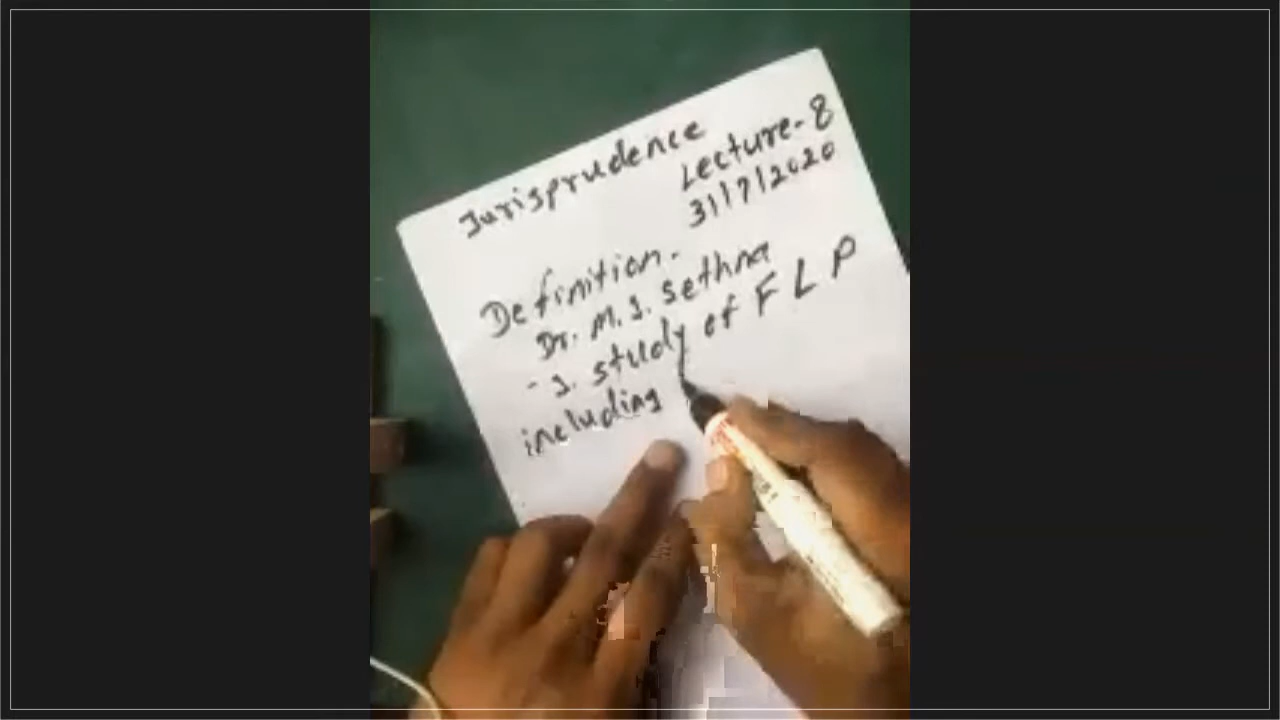 Jurisprudence
Lecture-8
31/7/2020
Definition.
Dr. M.J. Sethna
- J. study of F L P
including